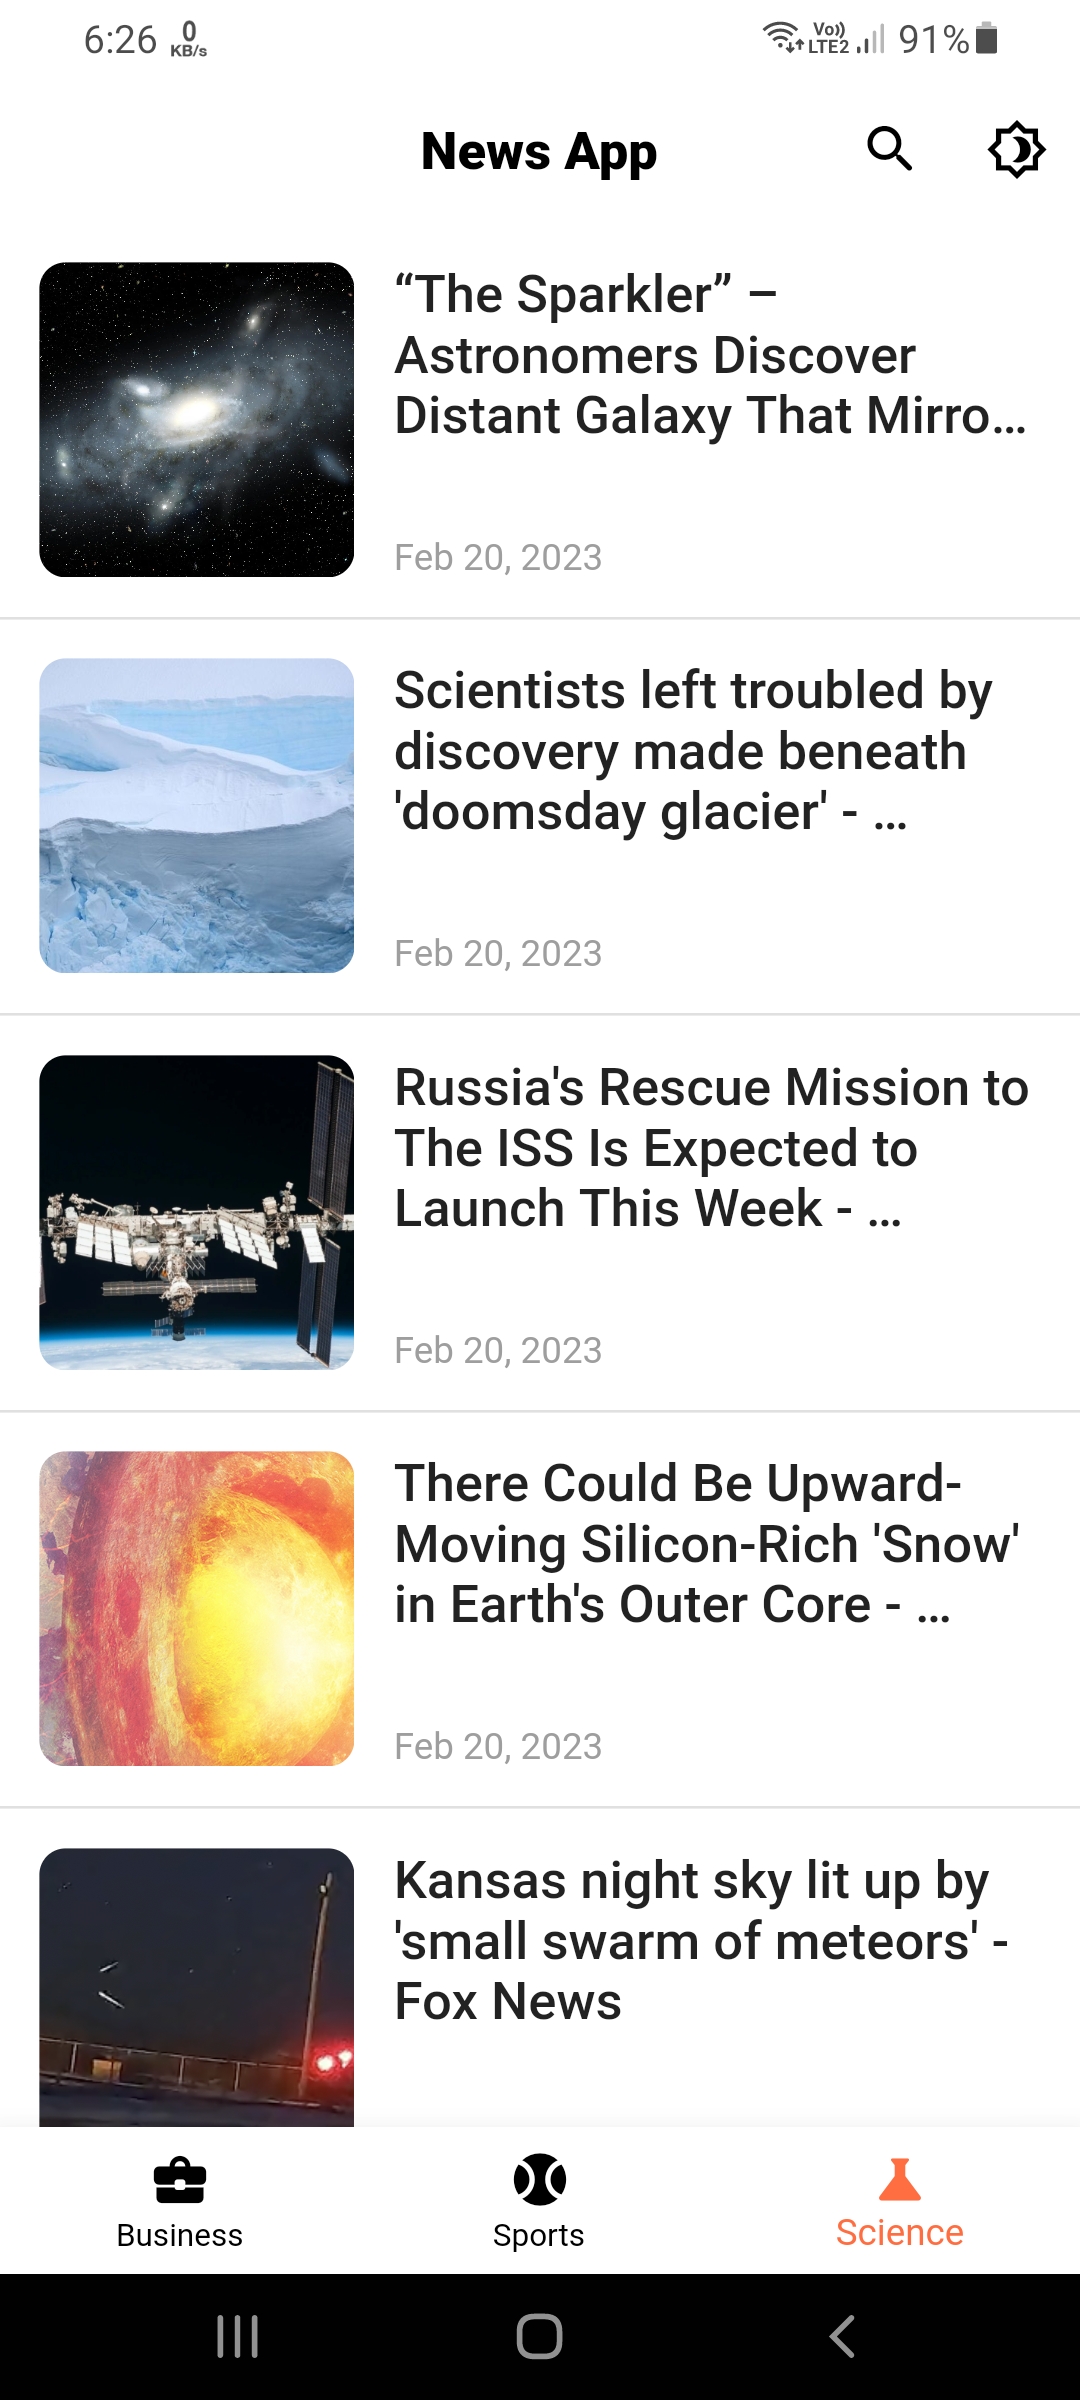 6:26 0 KB/s Vo)) LTE2 91%
News App
“The Sparkler” –
Astronomers Discover
Distant Galaxy That Mirro...
Feb 20, 2023
Scientists left troubled by
discovery made beneath
'doomsday glacier' - ...
Feb 20, 2023
Russia's Rescue Mission to
The ISS Is Expected to
Launch This Week - ...
Feb 20, 2023
There Could Be Upward-
Moving Silicon-Rich 'Snow'
in Earth's Outer Core - ...
Feb 20, 2023
Kansas night sky lit up by
'small swarm of meteors' -
Fox News
Business Sports Science